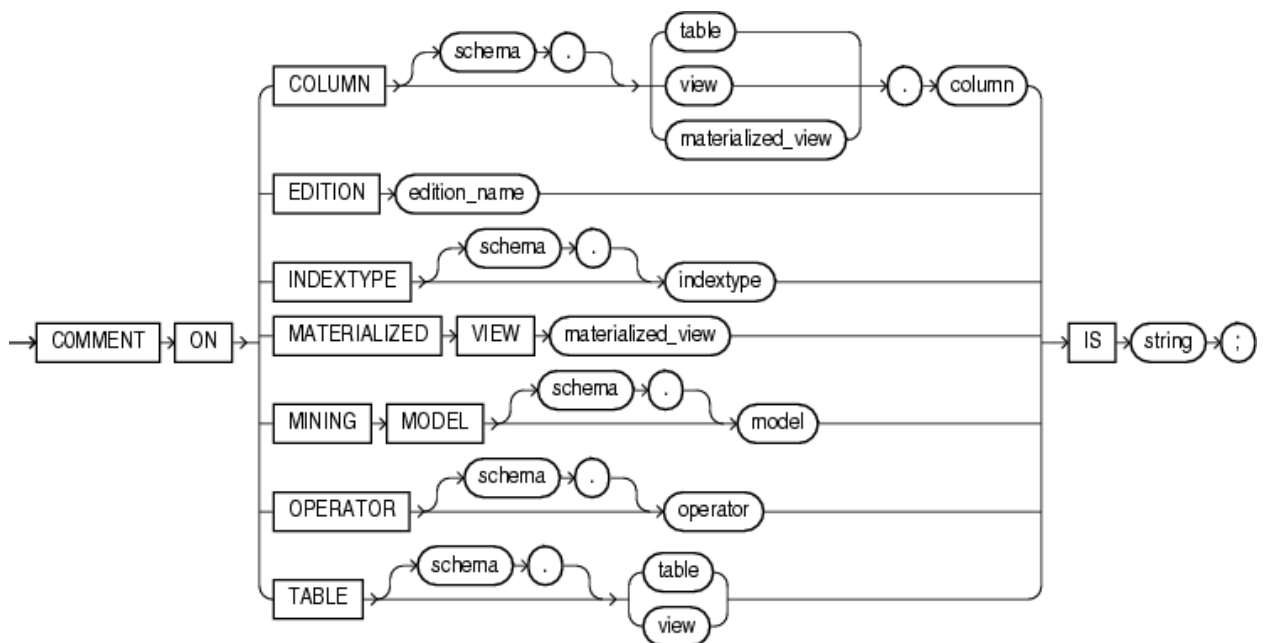 schema . table
COLUMN view . column
materialized_view
EDITION edition_name
schema .
INDEXTYPE indextype
COMMENT ON MATERIALIZED VIEW materialized_view IS string ;
schema .
MINING MODEL model
schema .
OPERATOR operator
schema . table
TABLE view